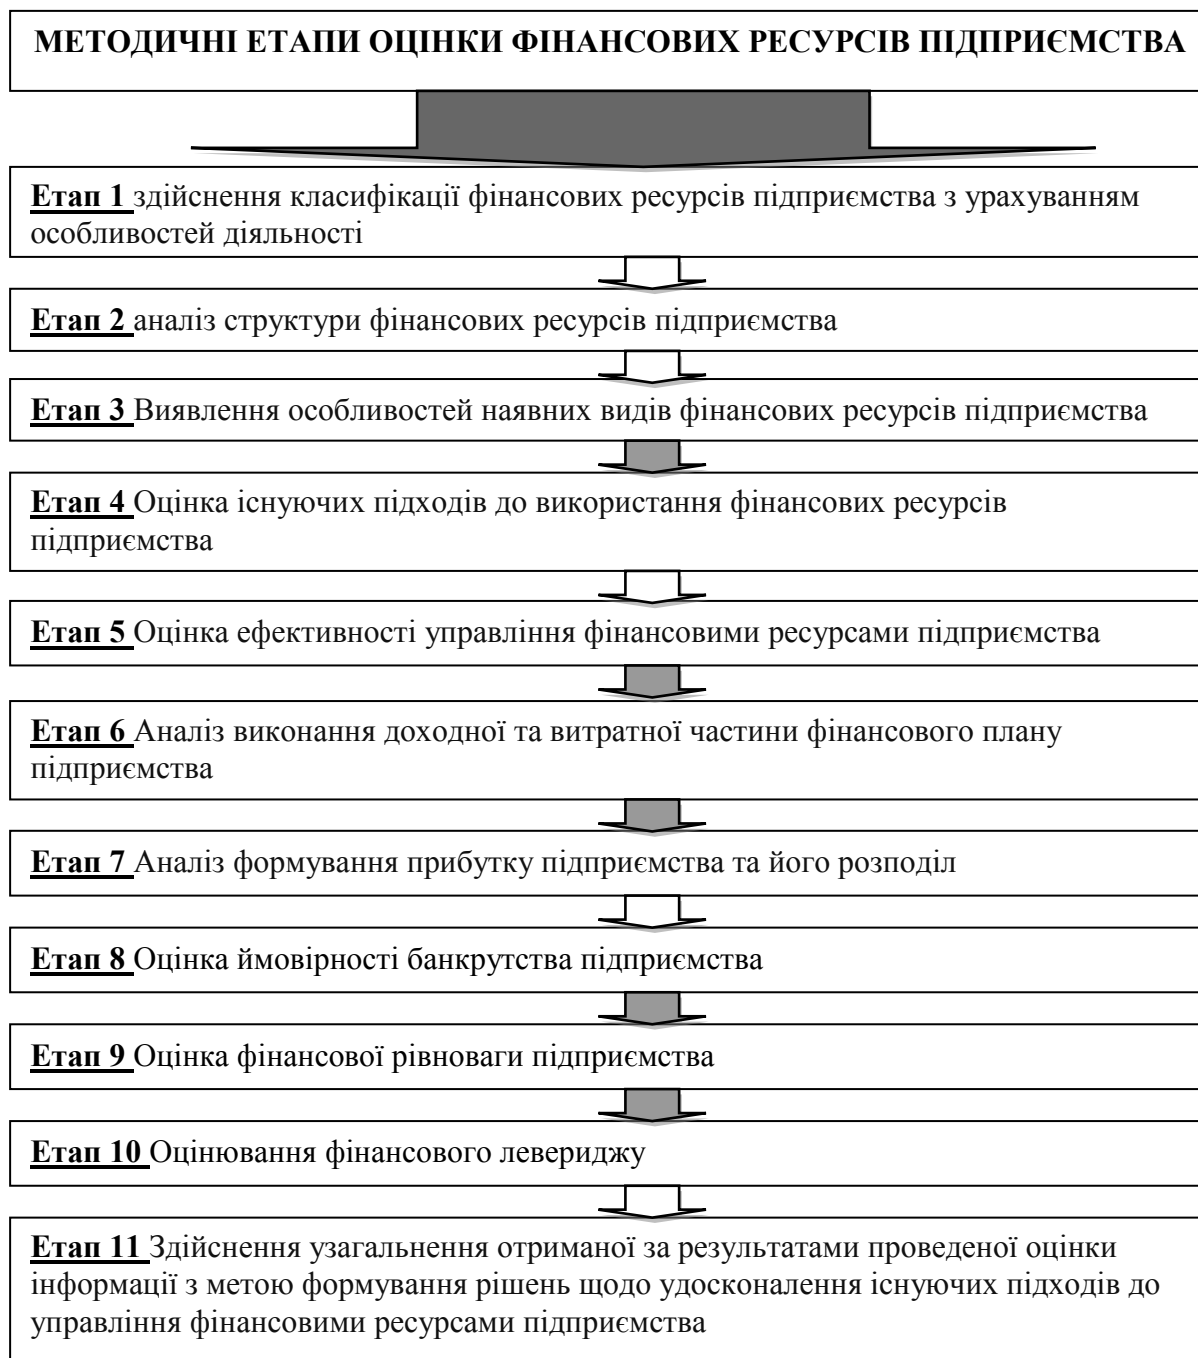 МЕТОДИЧНІ ЕТАПИ ОЦІНКИ ФІНАНСОВИХ РЕСУРСІВ ПІДПРИЄМСТВА
Етап 1 здійснення класифікації фінансових ресурсів підприємства з урахуванням
особливостей діяльності
Етап 2 аналіз структури фінансових ресурсів підприємства
Етап 3 Виявлення особливостей наявних видів фінансових ресурсів підприємства
Етап 4 Оцінка існуючих підходів до використання фінансових ресурсів
підприємства
Етап 5 Оцінка ефективності управління фінансовими ресурсами підприємства
Етап 6 Аналіз виконання доходної та витратної частини фінансового плану
підприємства
Етап 7 Аналіз формування прибутку підприємства та його розподіл
Етап 8 Оцінка ймовірності банкрутства підприємства
Етап 9 Оцінка фінансової рівноваги підприємства
Етап 10 Оцінювання фінансового левериджу
Етап 11 Здійснення узагальнення отриманої за результатами проведеної оцінки
інформації з метою формування рішень щодо удосконалення існуючих підходів до
управління фінансовими ресурсами підприємства